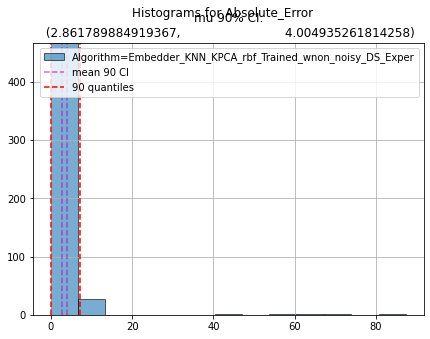 Histograms for Absolute_Error
mu 90% CI:
(2.861789884919367, 4.004935261814258)
Algorithm=Embedder_KNN_KPCA_rbf_Trained_wnon_noisy_DS_Exper
mean 90 CI
90 quantiles
400
300
200
100
0
0 20 40 60 80